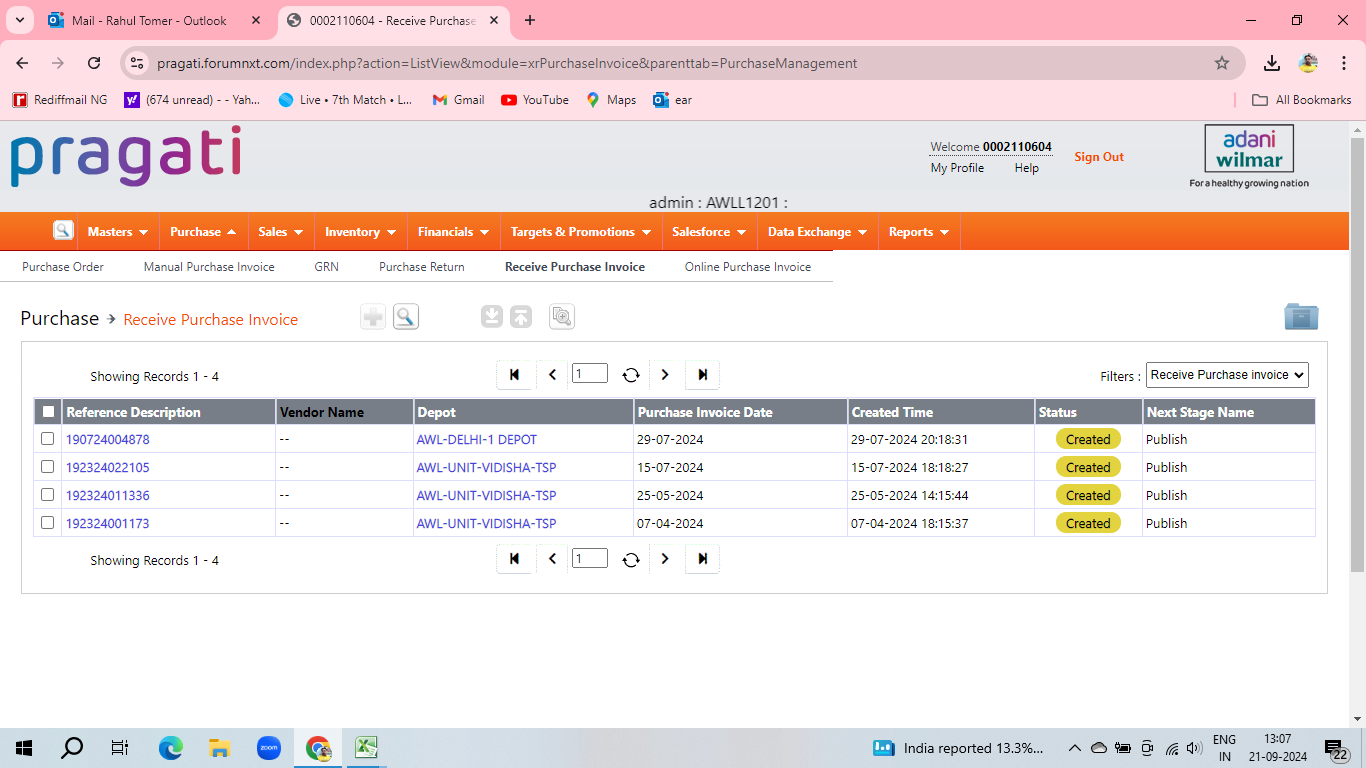 Mail - Rahul Tomer - Outlook
0002110604 - Receive Purchase
pragati.forumnxt.com/index.php?action=ListView&module=xrPurchaseInvoice&parenttab=PurchaseManagement
Rediffmail NG
(674 unread) - - Yah...
Live • 7th Match • L...
Gmail
YouTube
Maps
ear
All Bookmarks
pragati
Welcome 0002110604
My Profile Help
Sign Out
adani
wilmar
For a healthy growing nation
admin : AWLL1201 :
Masters Purchase Sales Inventory Financials Targets & Promotions Salesforce Data Exchange Reports
Purchase Order Manual Purchase Invoice GRN Purchase Return Receive Purchase Invoice Online Purchase Invoice
Purchase Receive Purchase Invoice
Showing Records 1 - 4 1 Filters : Receive Purchase invoice
Reference Description Vendor Name Depot Purchase Invoice Date Created Time Status Next Stage Name
190724004878 -- AWL-DELHI-1 DEPOT 29-07-2024 29-07-2024 20:18:31 Created Publish
192324022105 -- AWL-UNIT-VIDISHA-TSP 15-07-2024 15-07-2024 18:18:27 Created Publish
192324011336 -- AWL-UNIT-VIDISHA-TSP 25-05-2024 25-05-2024 14:15:44 Created Publish
192324001173 -- AWL-UNIT-VIDISHA-TSP 07-04-2024 07-04-2024 18:15:37 Created Publish
Showing Records 1 - 4 1
zoom
India reported 13.3%...
ENG
IN
13:07
21-09-2024
22